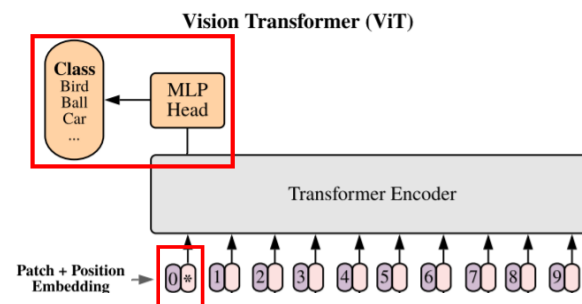 Vision Transformer (ViT)
Class
Bird
Ball
Car
...
MLP
Head
Transformer Encoder
Patch + Position
Embedding
0 * 1 2 3 4 5 6 7 8 9